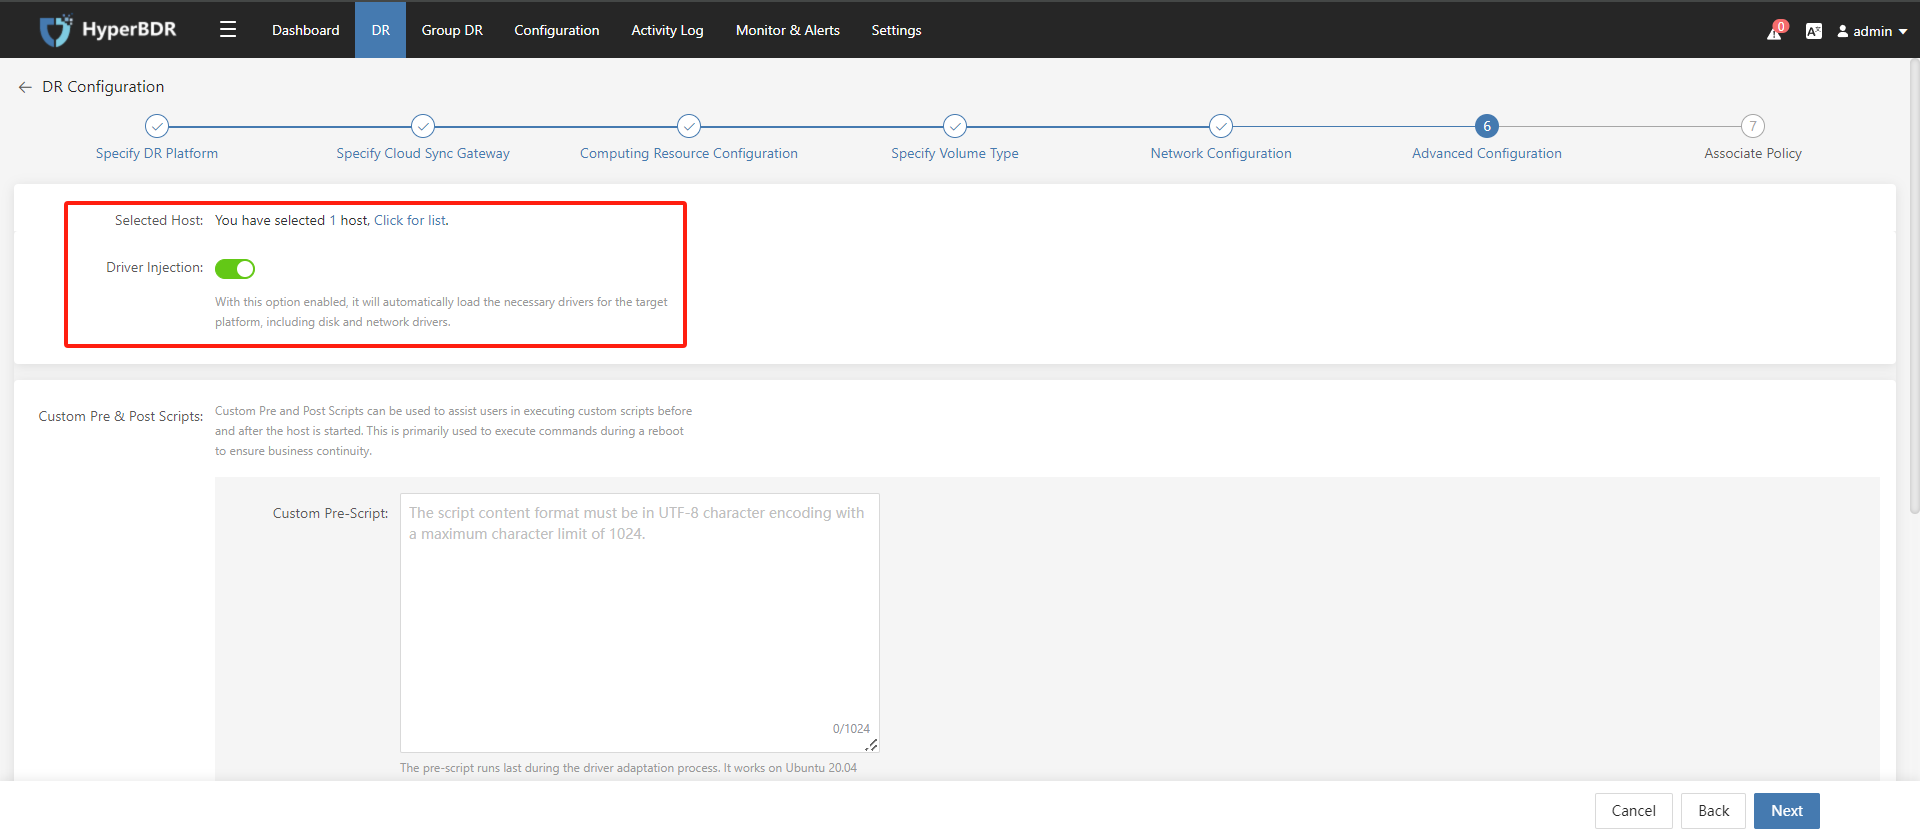 HyperBDR
Dashboard
DR
Group DR
Configuration
Activity Log
Monitor & Alerts
Settings
0
admin
DR Configuration
6
7
Specify DR Platform
Specify Cloud Sync Gateway
Computing Resource Configuration
Specify Volume Type
Network Configuration
Advanced Configuration
Associate Policy
Selected Host: You have selected 1 host, Click for list.
Driver Injection:
With this option enabled, it will automatically load the necessary drivers for the target
platform, including disk and network drivers.
Custom Pre & Post Scripts:
Custom Pre and Post Scripts can be used to assist users in executing custom scripts before
and after the host is started. This is primarily used to execute commands during a reboot
to ensure business continuity.
Custom Pre-Script:
The script content format must be in UTF-8 character encoding with
a maximum character limit of 1024.
0/1024
The pre-script runs last during the driver adaptation process. It works on Ubuntu 20.04
Cancel
Back
Next